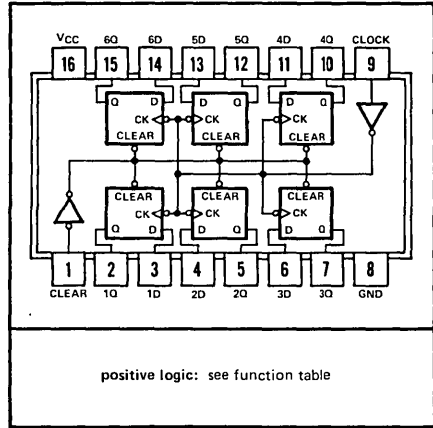 VCC 6Q 6D 5D 5Q 4D 4Q CLOCK
16 15 14 13 12 11 10 9
Q D D Q D Q
CK CK CK
CLEAR CLEAR CLEAR
CLEAR CLEAR CLEAR
CK CK CK
Q D D Q D Q
1 2 3 4 5 6 7 8
CLEAR 1Q 1D 2D 2Q 3D 3Q GND
positive logic: see function table